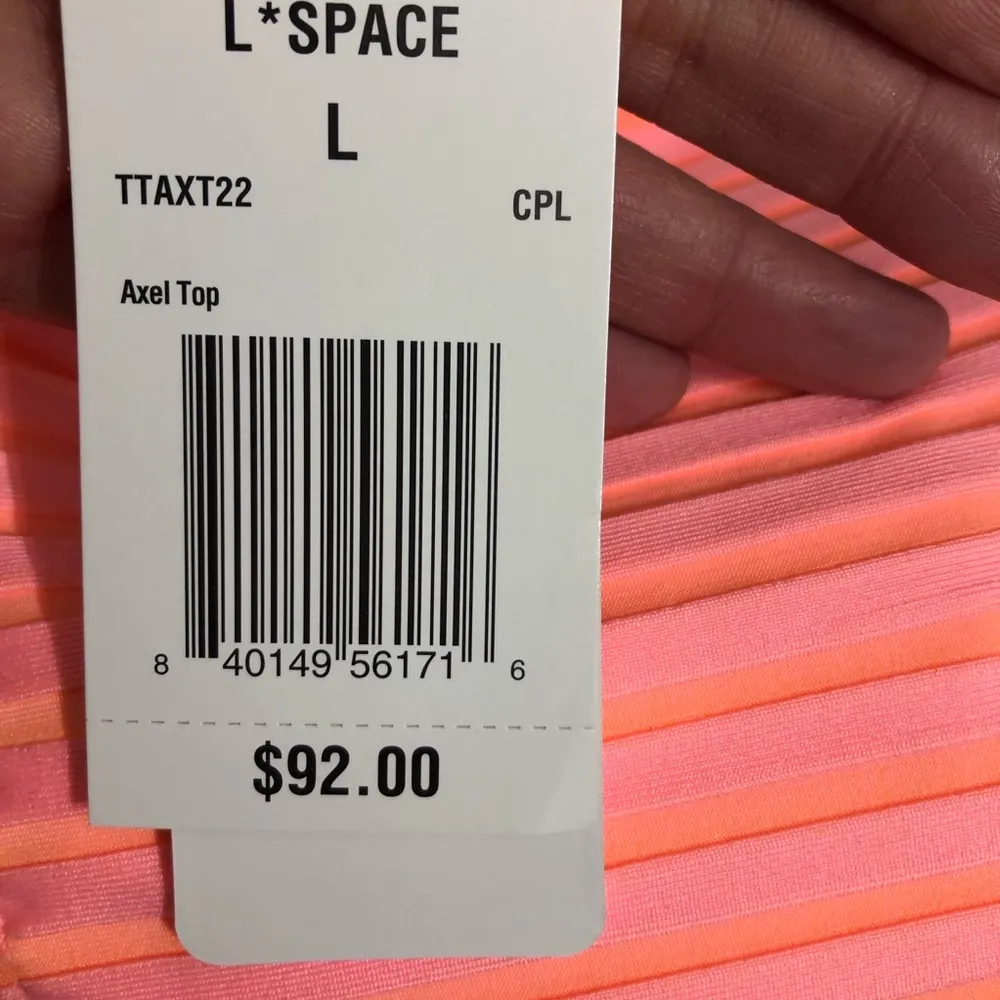 L*SPACE
L
TTAXT22 CPL
Axel Top
8 40149 56171 6
$92.00